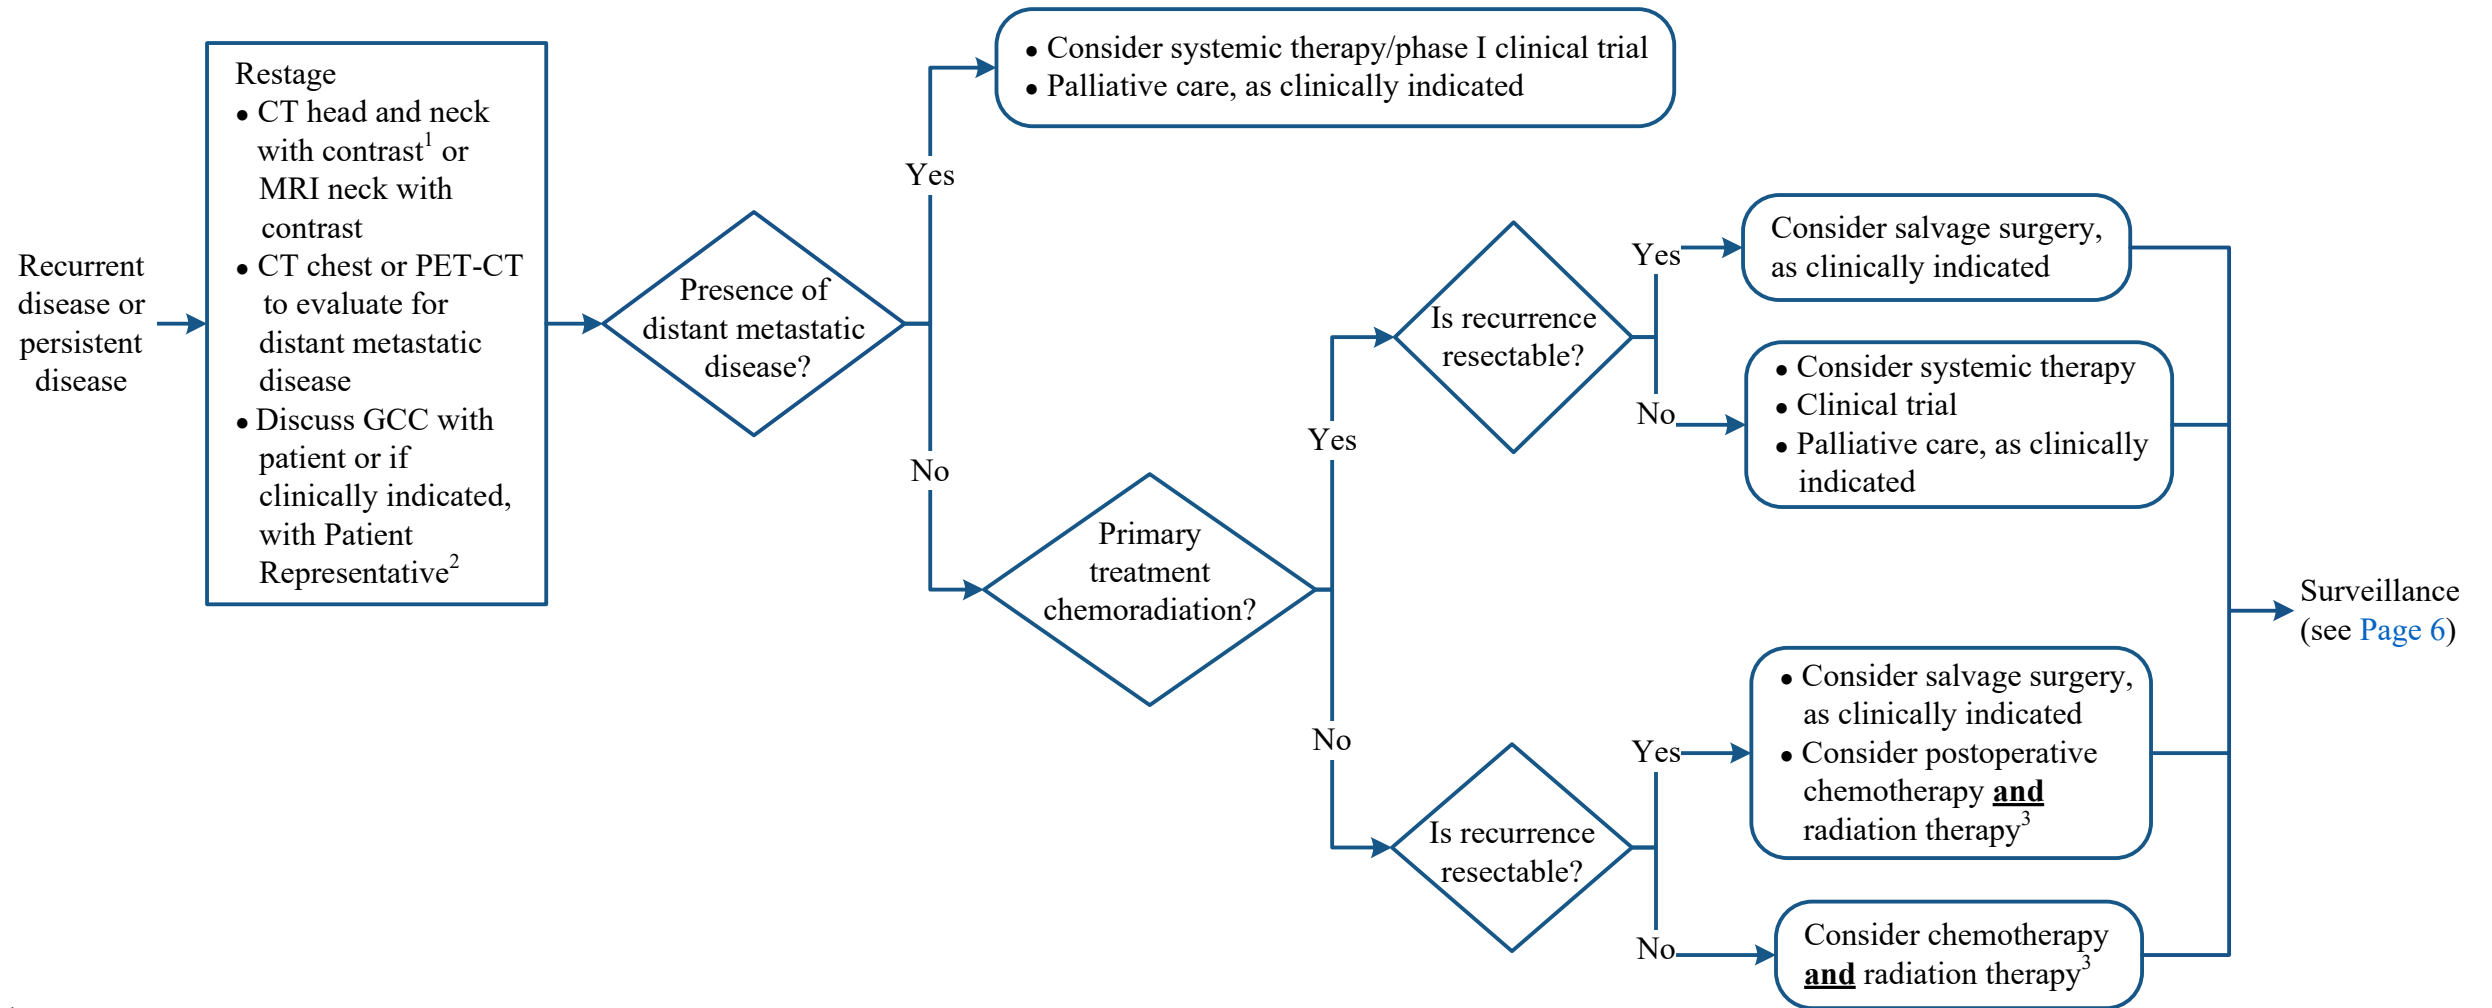 Recurrent
disease or
persistent
disease
Restage
• CT head and neck
with contrast1 or
MRI neck with
contrast
• CT chest or PET-CT
to evaluate for
distant metastatic
disease
• Discuss GCC with
patient or if
clinically indicated,
with Patient
Representative2
Presence of
distant metastatic
disease?
Yes
• Consider systemic therapy/phase I clinical trial
• Palliative care, as clinically indicated
No
Primary
treatment
chemoradiation?
Yes
Is recurrence
resectable?
Yes
Consider salvage surgery,
as clinically indicated
No
• Consider systemic therapy
• Clinical trial
• Palliative care, as clinically
indicated
No
Is recurrence
resectable?
Yes
• Consider salvage surgery,
as clinically indicated
• Consider postoperative
chemotherapy and
radiation therapy3
No
Consider chemotherapy
and radiation therapy3
Surveillance
(see Page 6)